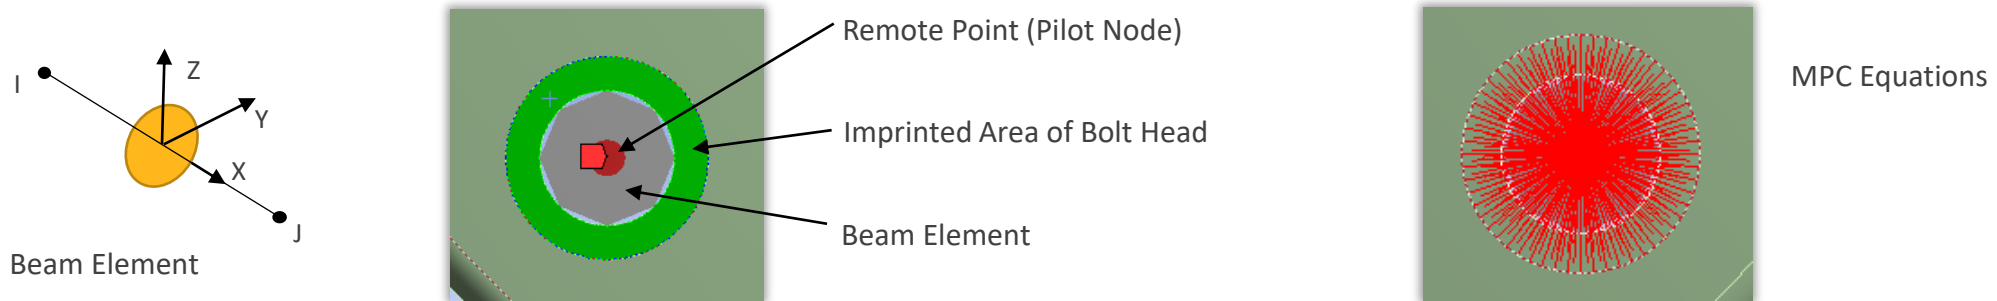 I
Z
Y
X
J
Beam Element
Remote Point (Pilot Node)
Imprinted Area of Bolt Head
Beam Element
MPC Equations